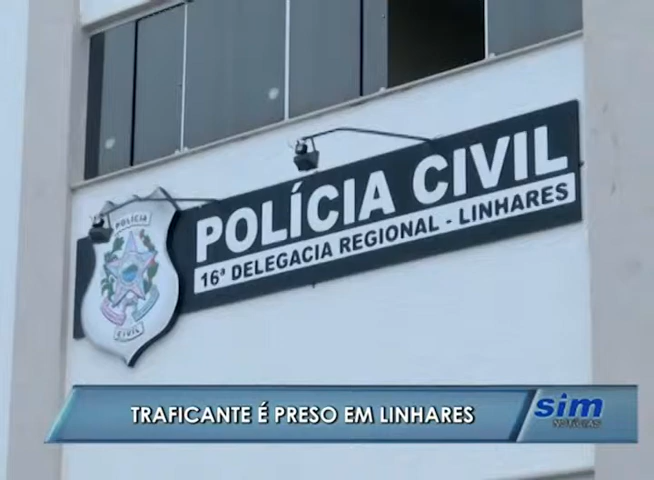 POLÍCIA CIVIL
16ª DELEGACIA REGIONAL - LINHARES
POLÍCIA
CIVIL
TRAFICANTE É PRESO EM LINHARES
sim
NOTÍCIAS